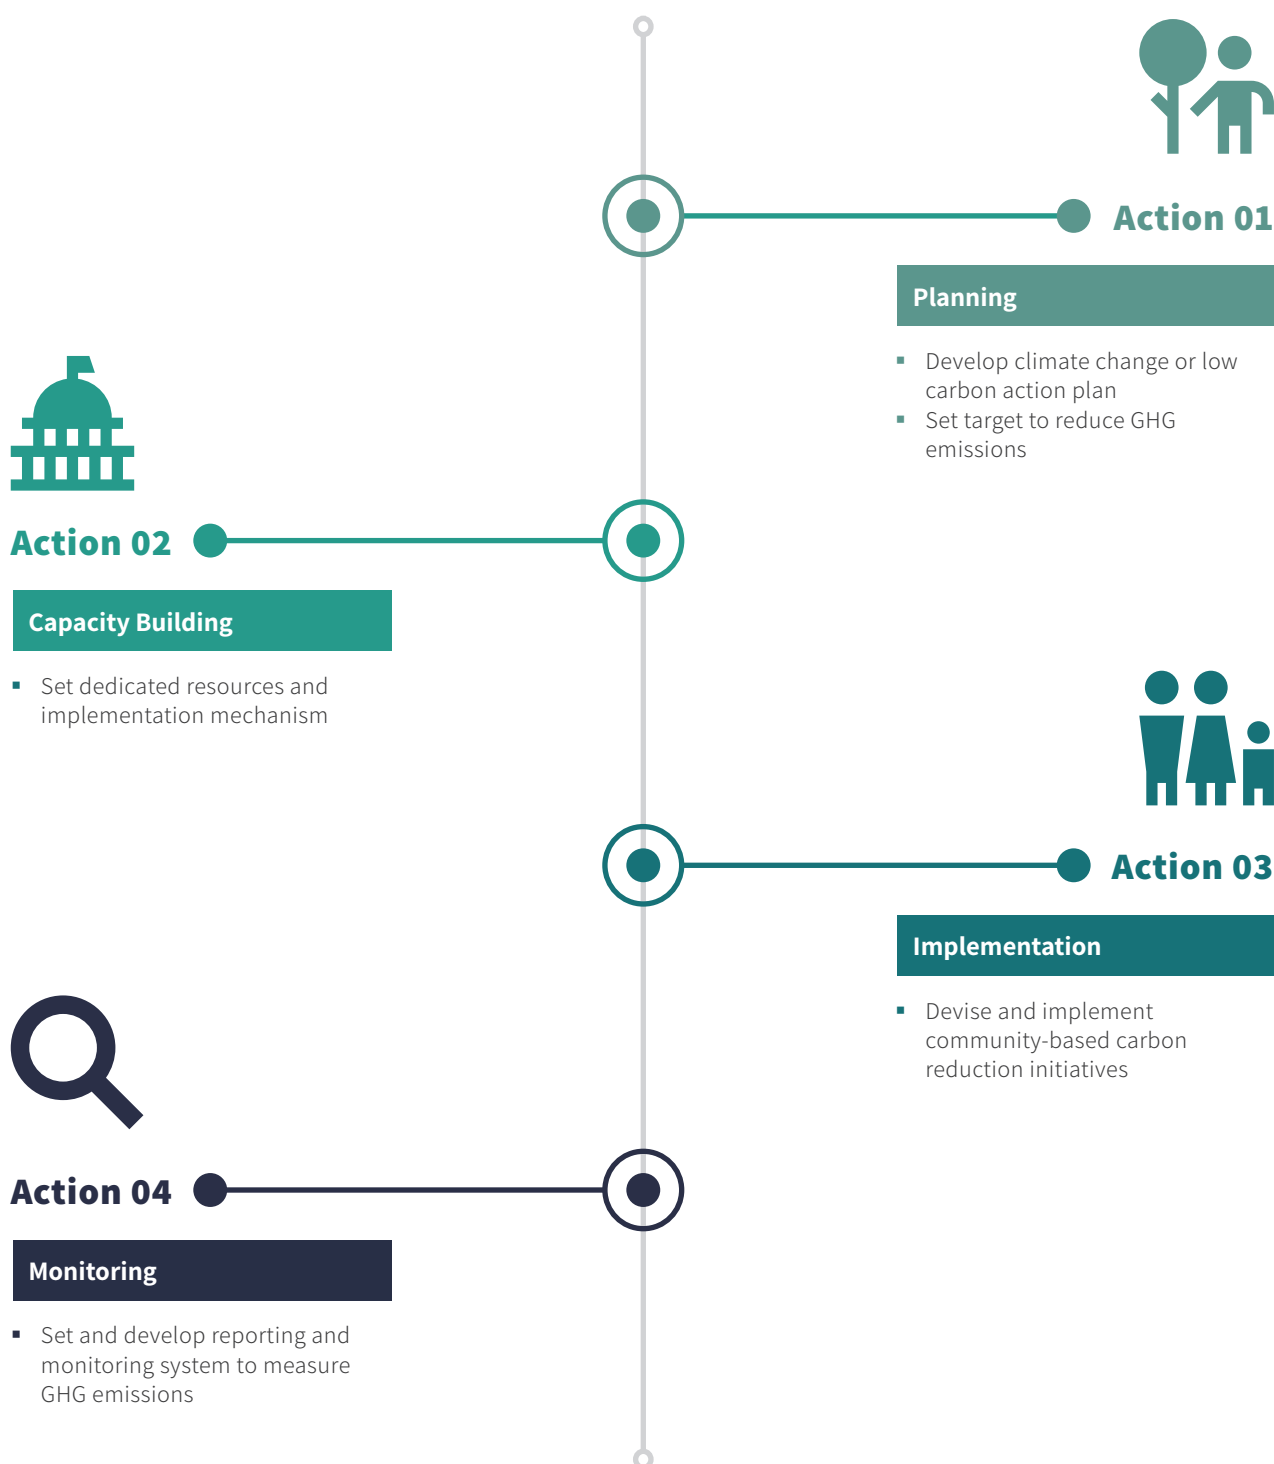 Action 01
Planning
▪ Develop climate change or low
carbon action plan
▪ Set target to reduce GHG
emissions
Action 02
Capacity Building
▪ Set dedicated resources and
implementation mechanism
Action 03
Implementation
▪ Devise and implement
community-based carbon
reduction initiatives
Action 04
Monitoring
▪ Set and develop reporting and
monitoring system to measure
GHG emissions